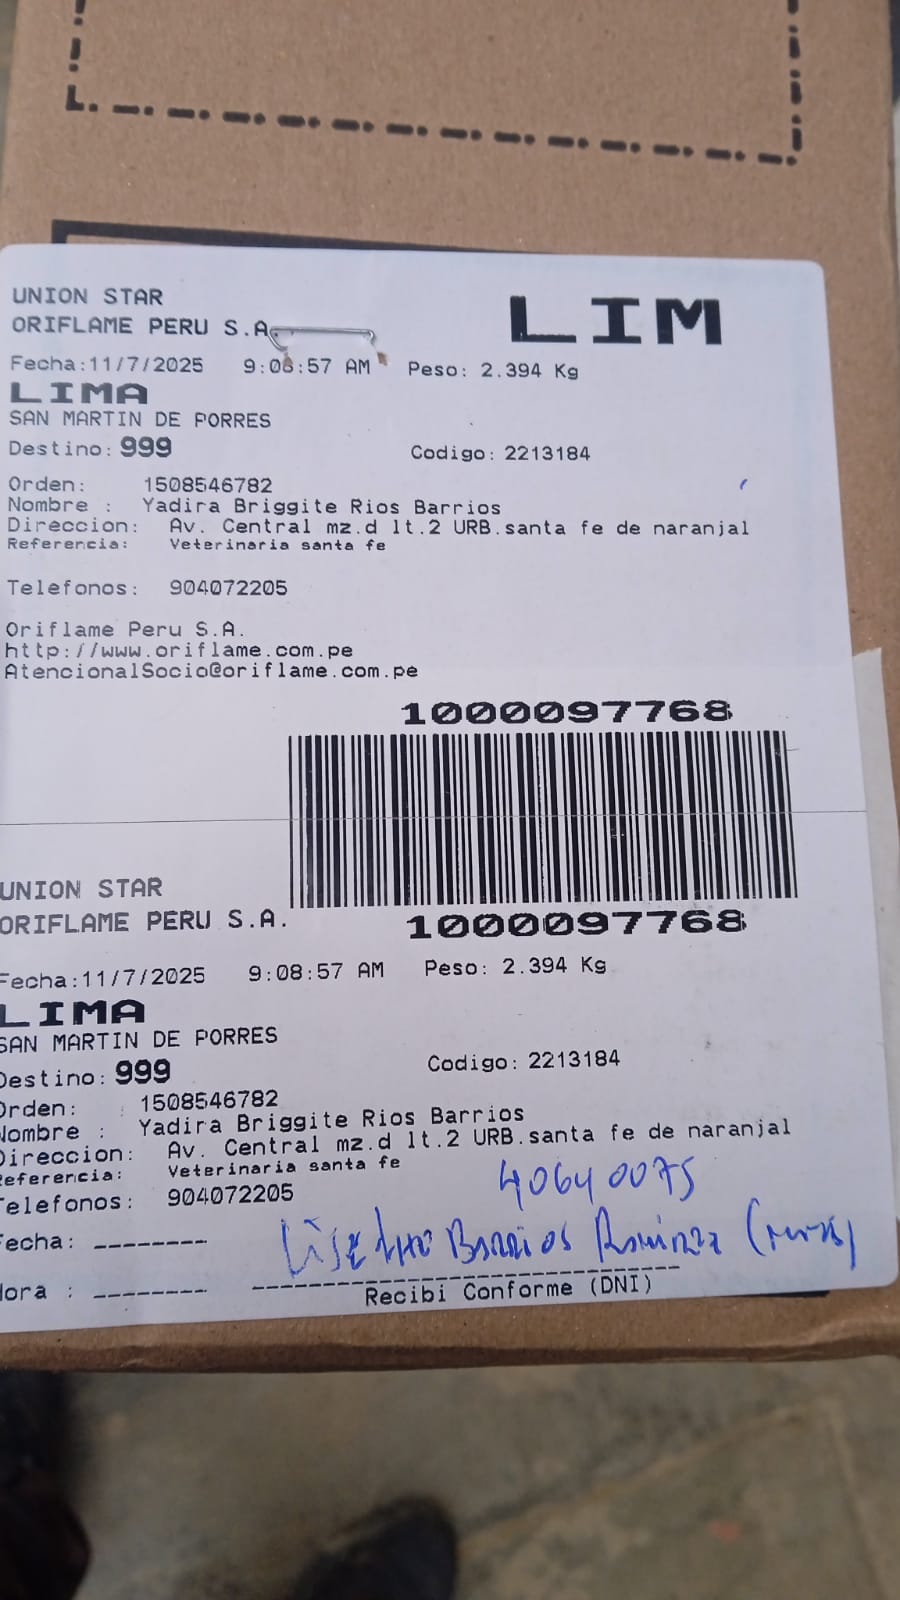 UNION STAR
ORIFLAME PERU S.A. LIM
Fecha:11/7/2025 9:08:57 AM Peso: 2.394 Kg
LIMA
SAN MARTIN DE PORRES
Destino: 999 Codigo: 2213184
Orden: 1508546782
Nombre : Yadira Briggite Rios Barrios
Direccion: Av. Central mz.d lt.2 URB.santa fe de naranjal
Referencia: Veterinaria santa fe
Telefonos: 904072205
Oriflame Peru S.A.
http://www.oriflame.com.pe
AtencionalSocio@oriflame.com.pe
1000097768
UNION STAR
ORIFLAME PERU S.A. 1000097768
Fecha:11/7/2025 9:08:57 AM Peso: 2.394 Kg
LIMA
SAN MARTIN DE PORRES
Destino: 999 Codigo: 2213184
Orden: 1508546782
Nombre : Yadira Briggite Rios Barrios
Direccion: Av. Central mz.d lt.2 URB.santa fe de naranjal
Referencia: Veterinaria santa fe
Telefonos: 904072205 40640075
Fecha: Barrios
Hora : Recibi Conforme (DNI)